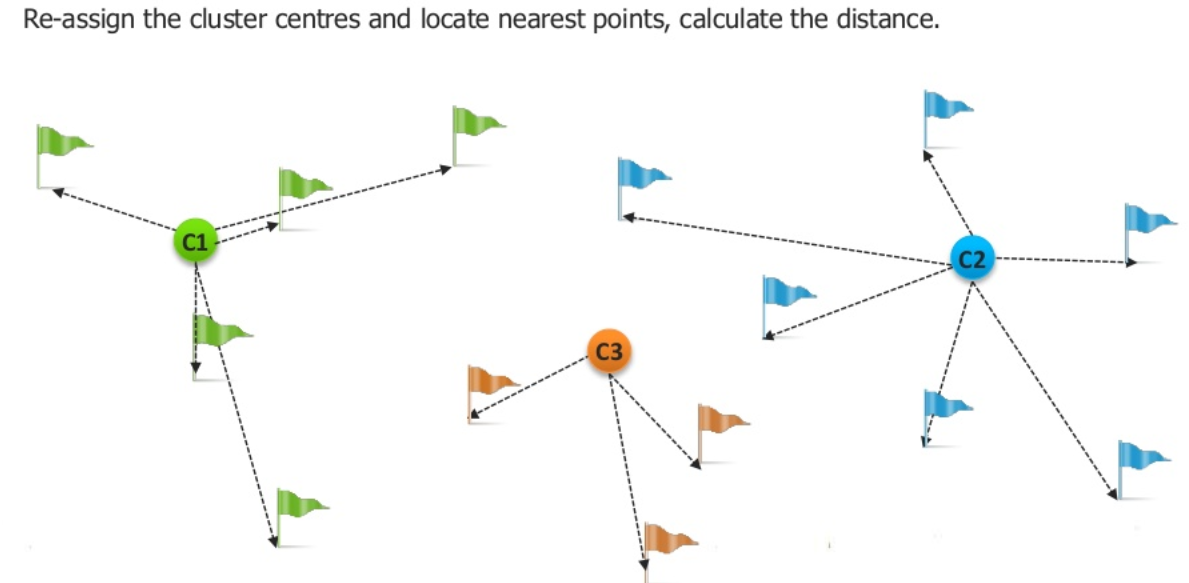 Re-assign the cluster centres and locate nearest points, calculate the distance.
C1
C2
C3